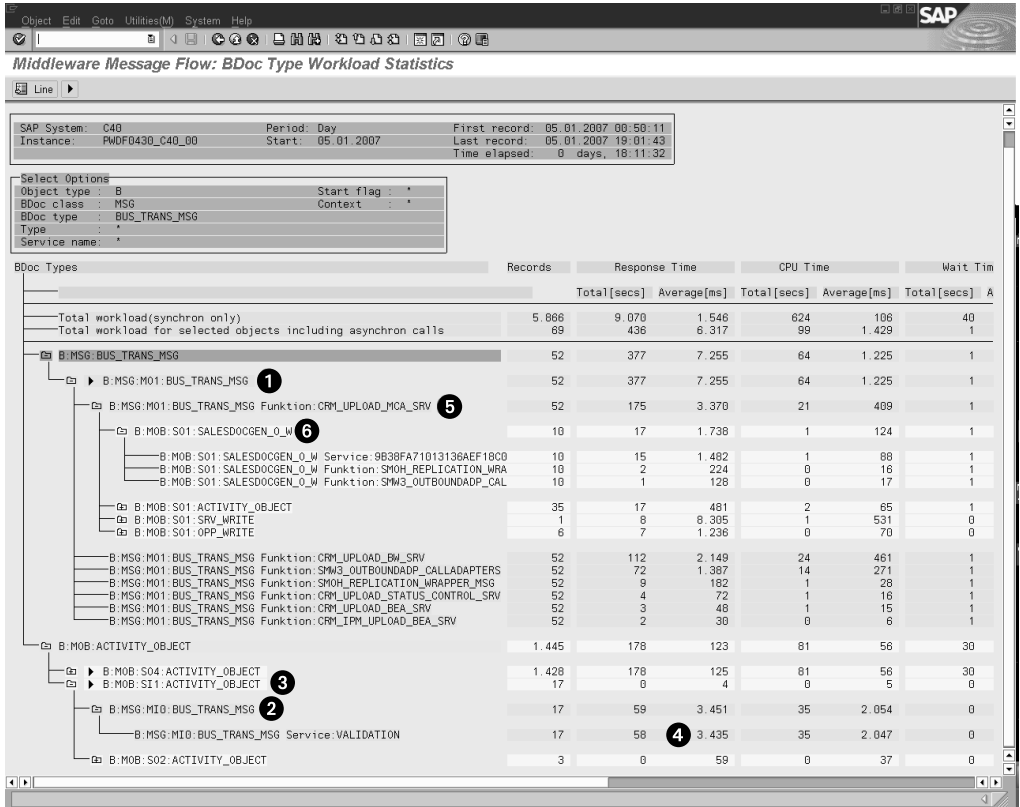 Object Edit Goto Utilities(M) System Help
SAP
Middleware Message Flow: BDoc Type Workload Statistics
Line
SAP System: C40 Period: Day First record: 05.01.2007 00:50:11
Instance: PWDF0430_C40_00 Start: 05.01.2007 Last record: 05.01.2007 19:01:43
Time elapsed: 0 days, 18:11:32
Select Options
Object type : B Start flag : *
BDoc class : MSG Context : *
BDoc type : BUS_TRANS_MSG
Type : *
Service name: *
BDoc Types Records Response Time CPU Time Wait Tim
Total[secs] Average[ms] Total[secs] Average[ms] Total[secs] A
Total workload(synchron only) 5.866 9.070 1.546 624 106 40
Total workload for selected objects including asynchron calls 69 436 6.317 99 1.429 1
B:MSG:BUS_TRANS_MSG 52 377 7.255 64 1.225 1
B:MSG:M01:BUS_TRANS_MSG 1 52 377 7.255 64 1.225 1
B:MSG:M01:BUS_TRANS_MSG Funktion:CRM_UPLOAD_MCA_SRV 5 52 175 3.370 21 409 1
B:MOB:S01:SALESDOCGEN_O_W 6 10 17 1.738 1 124 1
B:MOB:S01:SALESDOCGEN_O_W Service:9B38FA71013136AEF18C0 10 15 1.482 1 88 1
B:MOB:S01:SALESDOCGEN_O_W Funktion:SMOH_REPLICATION_WRA 10 2 224 0 16 1
B:MOB:S01:SALESDOCGEN_O_W Funktion:SMW3_OUTBOUNDADP_CAL 10 1 128 0 17 1
B:MOB:S01:ACTIVITY_OBJECT 35 17 481 2 65 1
B:MOB:S01:SRV_WRITE 1 8 8.305 1 531 0
B:MOB:S01:OPP_WRITE 6 7 1.236 0 70 0
B:MSG:M01:BUS_TRANS_MSG Funktion:CRM_UPLOAD_BW_SRV 52 112 2.149 24 461 1
B:MSG:M01:BUS_TRANS_MSG Funktion:SMW3_OUTBOUNDADP_CALLADAPTERS 52 72 1.387 14 271 1
B:MSG:M01:BUS_TRANS_MSG Funktion:SMOH_REPLICATION_WRAPPER_MSG 52 9 182 1 28 1
B:MSG:M01:BUS_TRANS_MSG Funktion:CRM_UPLOAD_STATUS_CONTROL_SRV 52 4 72 1 16 1
B:MSG:M01:BUS_TRANS_MSG Funktion:CRM_UPLOAD_BEA_SRV 52 3 48 1 15 1
B:MSG:M01:BUS_TRANS_MSG Funktion:CRM_IPM_UPLOAD_BEA_SRV 52 2 30 0 6 1
B:MOB:ACTIVITY_OBJECT 1.445 178 123 81 56 30
B:MOB:S04:ACTIVITY_OBJECT 1.428 178 125 81 56 30
B:MOB:SI1:ACTIVITY_OBJECT 3 17 0 4 0 5 0
B:MSG:MI0:BUS_TRANS_MSG 2 17 59 3.451 35 2.054 0
B:MSG:MI0:BUS_TRANS_MSG Service:VALIDATION 17 58 4 3.435 35 2.047 0
B:MOB:S02:ACTIVITY_OBJECT 3 0 59 0 37 0